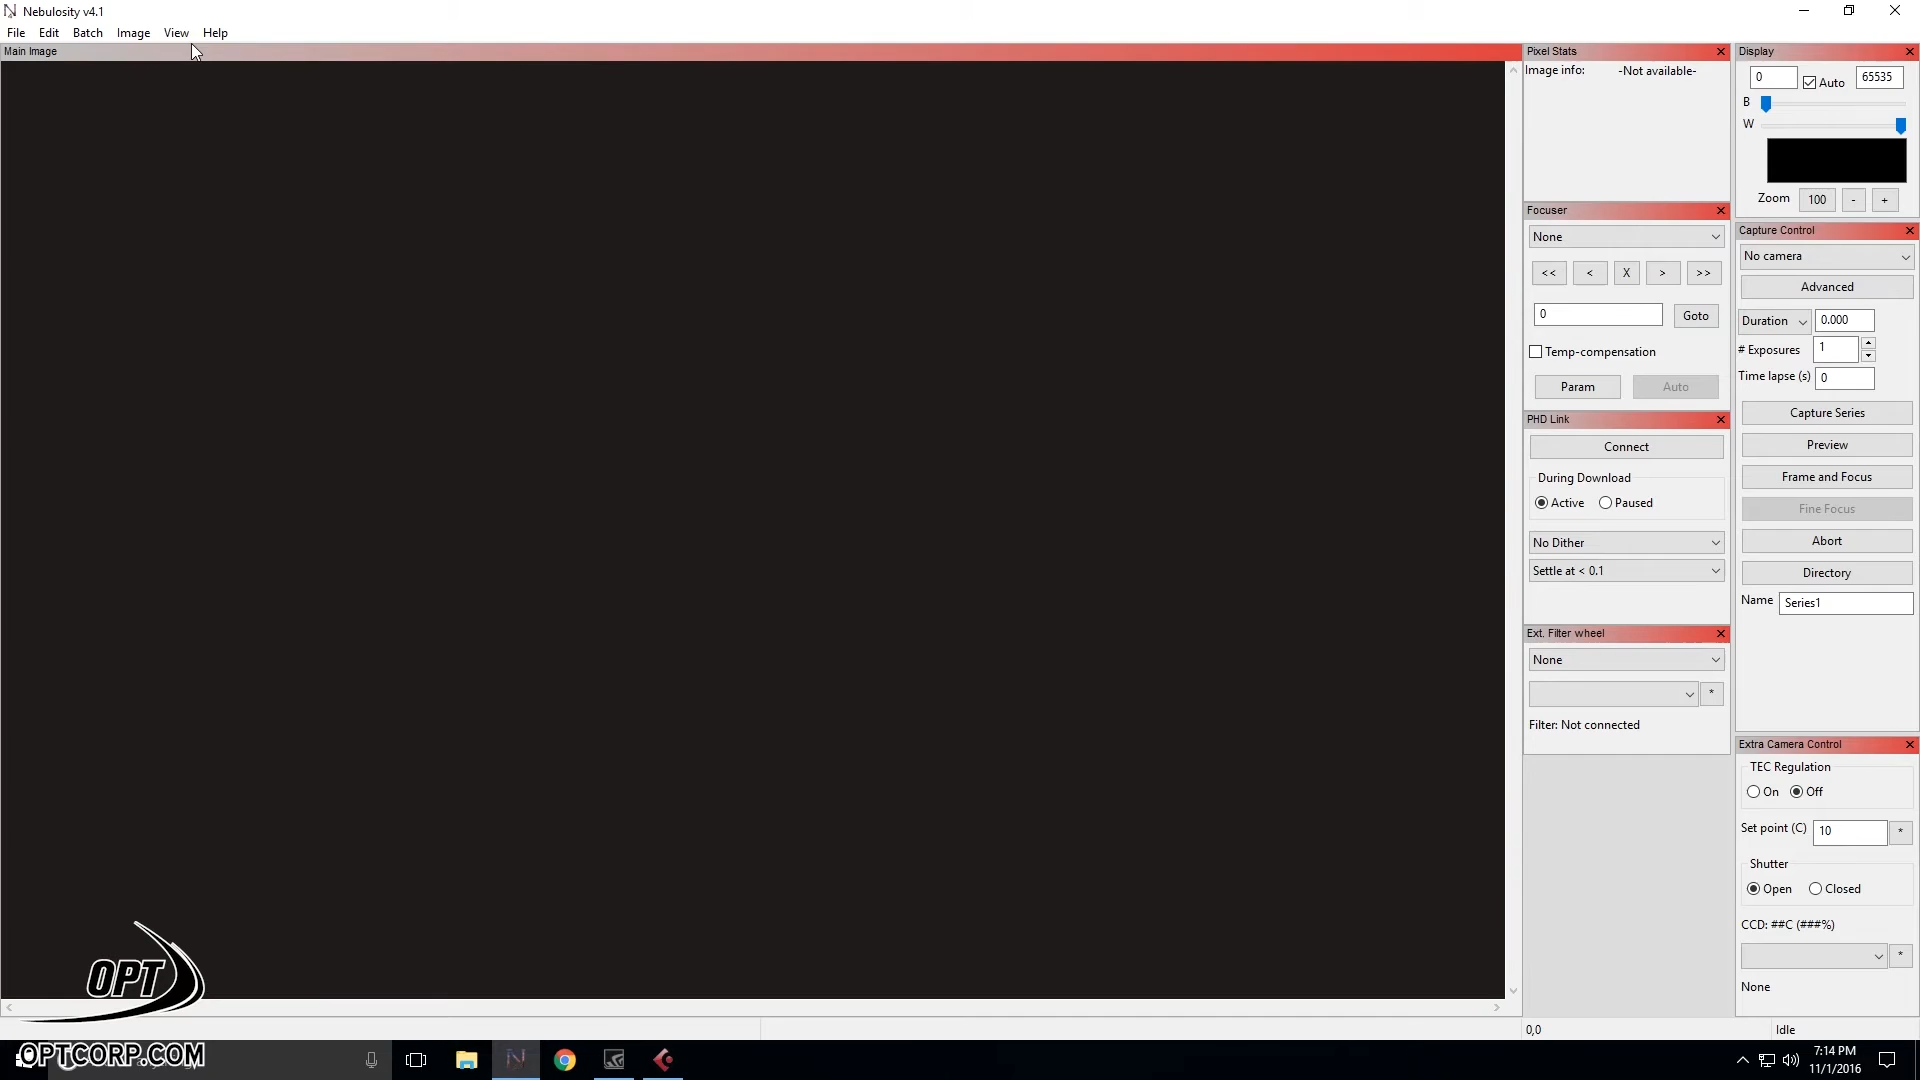 Nebulosity v4.1
File Edit Batch Image View Help
Main Image
Pixel Stats
Image info: -Not available-
Focuser
None
<< < X > >>
0 Goto
Temp-compensation
Param Auto
PHD Link
Connect
During Download
Active Paused
No Dither
Settle at < 0.1
Ext. Filter wheel
None
*
Filter: Not connected
Display
0 Auto 65535
B
W
Zoom 100 - +
Capture Control
No camera
Advanced
Duration 0.000
# Exposures 1
Time lapse (s) 0
Capture Series
Preview
Frame and Focus
Fine Focus
Abort
Directory
Name Series1
Extra Camera Control
TEC Regulation
On Off
Set point (C) 10 *
Shutter
Open Closed
CCD: ##C (###%)
*
None
0,0 Idle
OPT
OPTCORP.COM
7:14 PM
11/1/2016